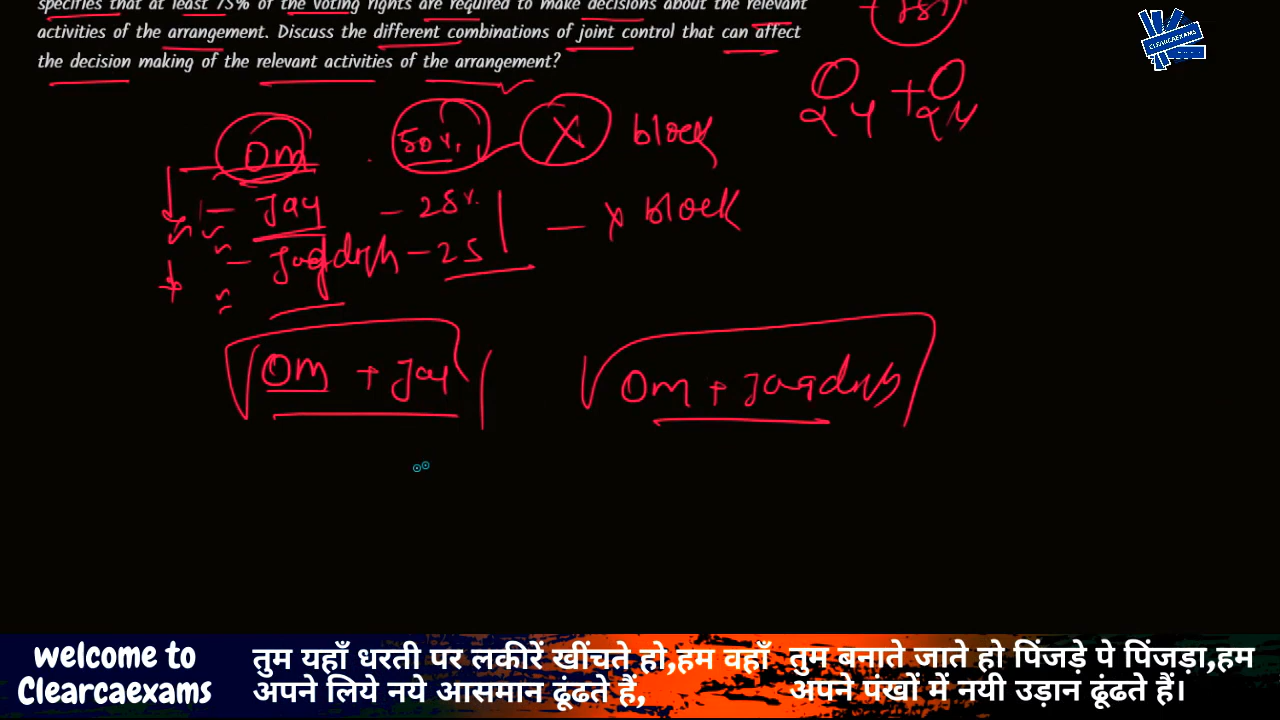 specifies that at least 75% of the voting rights are required to make decisions about the relevant
activities of the arrangement. Discuss the different combinations of joint control that can affect
the decision making of the relevant activities of the arrangement?
CLEARCAEXAMS
24 + 24
Om 50%. X block
- Jay - 25%.
- X block
- Jagdish - 25
Om + Jay
Om + Jagdish
welcome to
Clearcaexams
तुम यहाँ धरती पर लकीरें खींचते हो,हम वहाँ
अपने लिये नये आसमान ढूंढते हैं,
तुम बनाते जाते हो पिंजड़े पे पिंजड़ा,हम
अपने पंखों में नयी उड़ान ढूंढते हैं।